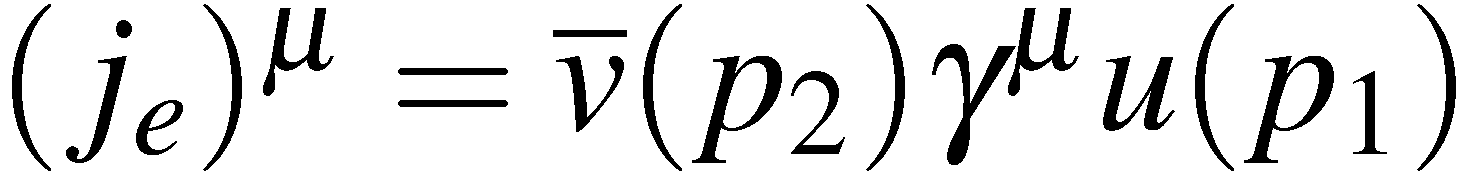 (j_e)^μ = v̅(p_2)γ^μ u(p_1)